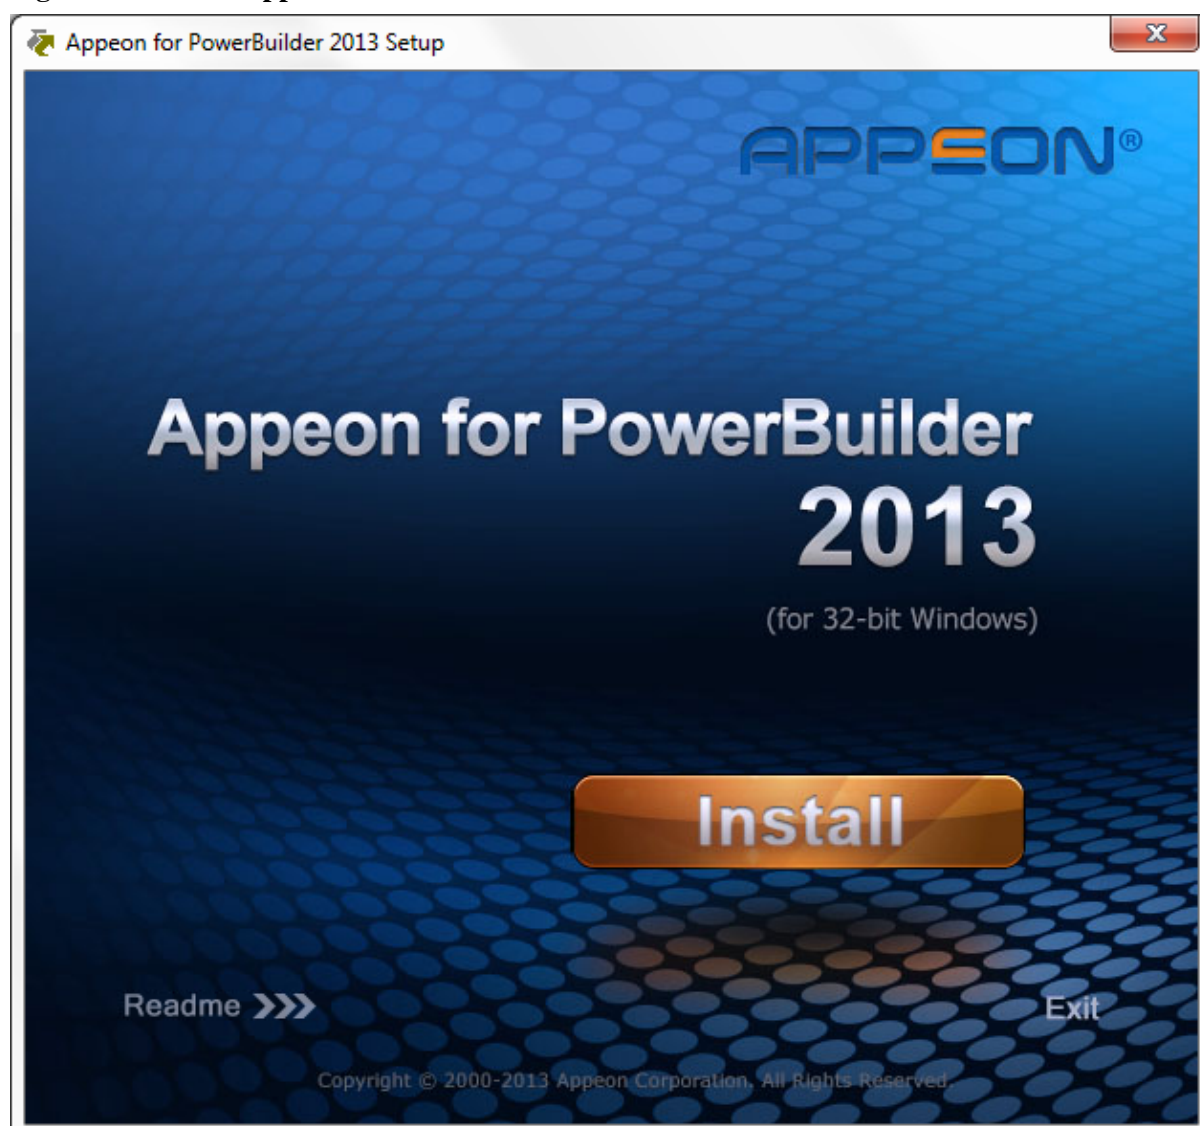 Appeon for PowerBuilder 2013 Setup
APPEON®
Appeon for PowerBuilder
2013
(for 32-bit Windows)
Install
Readme
Exit
Copyright © 2000-2013 Appeon Corporation. All Rights Reserved.